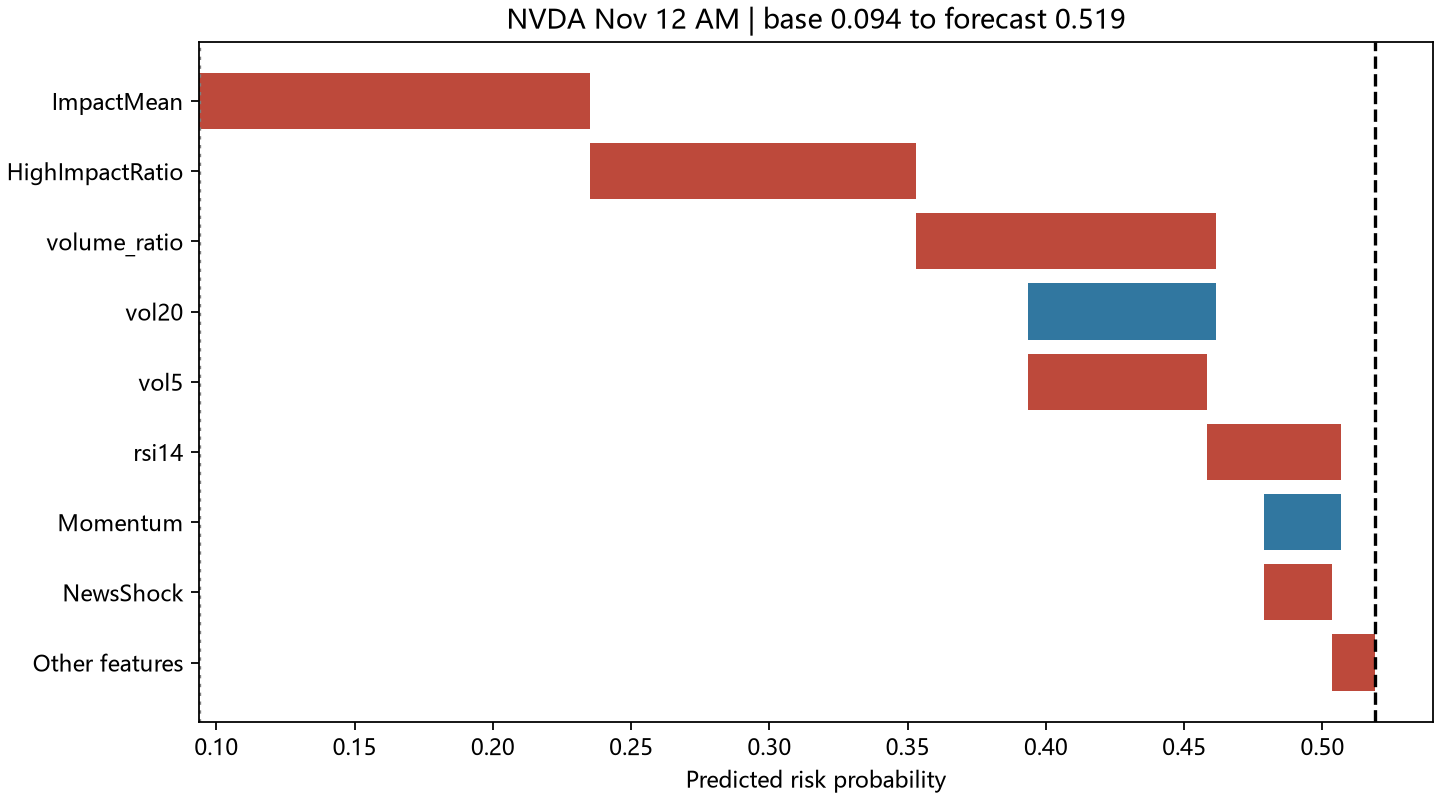 NVDA Nov 12 AM | base 0.094 to forecast 0.519
ImpactMean
HighImpactRatio
volume_ratio
vol20
vol5
rsi14
Momentum
NewsShock
Other features
0.10 0.15 0.20 0.25 0.30 0.35 0.40 0.45 0.50
Predicted risk probability